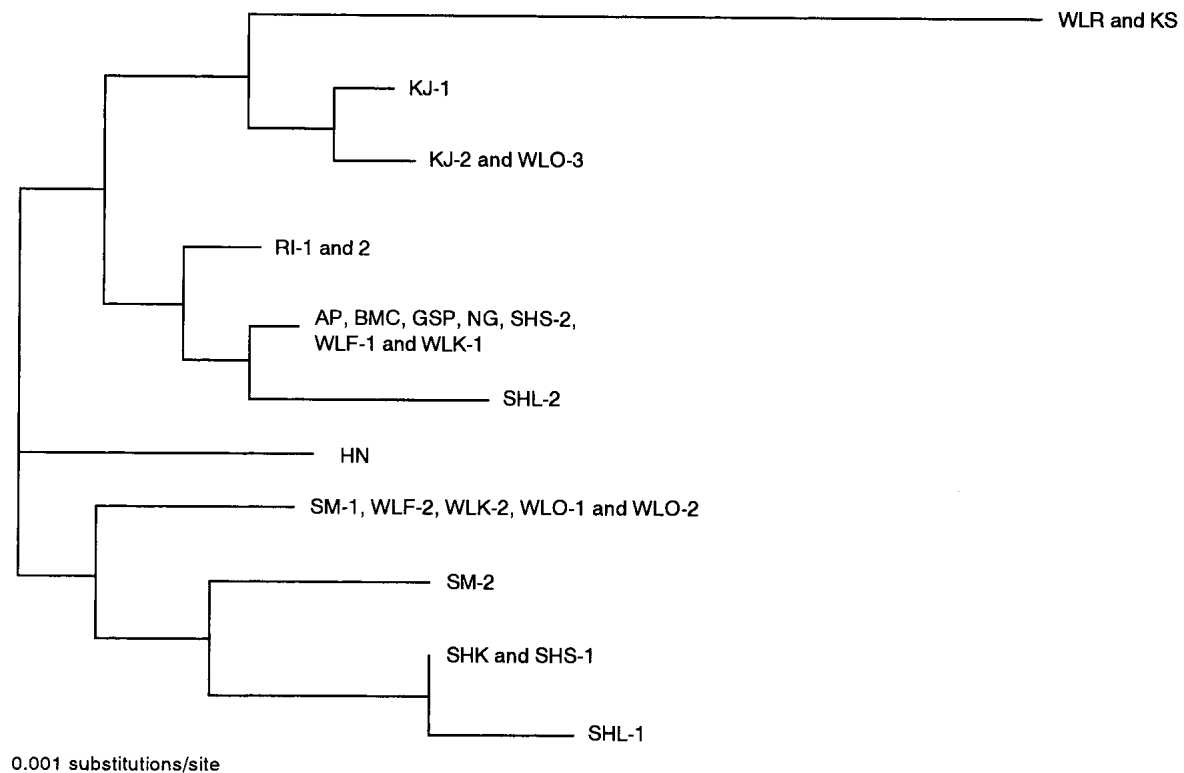 WLR and KS
KJ-1
KJ-2 and WLO-3
RI-1 and 2
AP, BMC, GSP, NG, SHS-2,
WLF-1 and WLK-1
SHL-2
HN
SM-1, WLF-2, WLK-2, WLO-1 and WLO-2
SM-2
SHK and SHS-1
SHL-1
0.001 substitutions/site